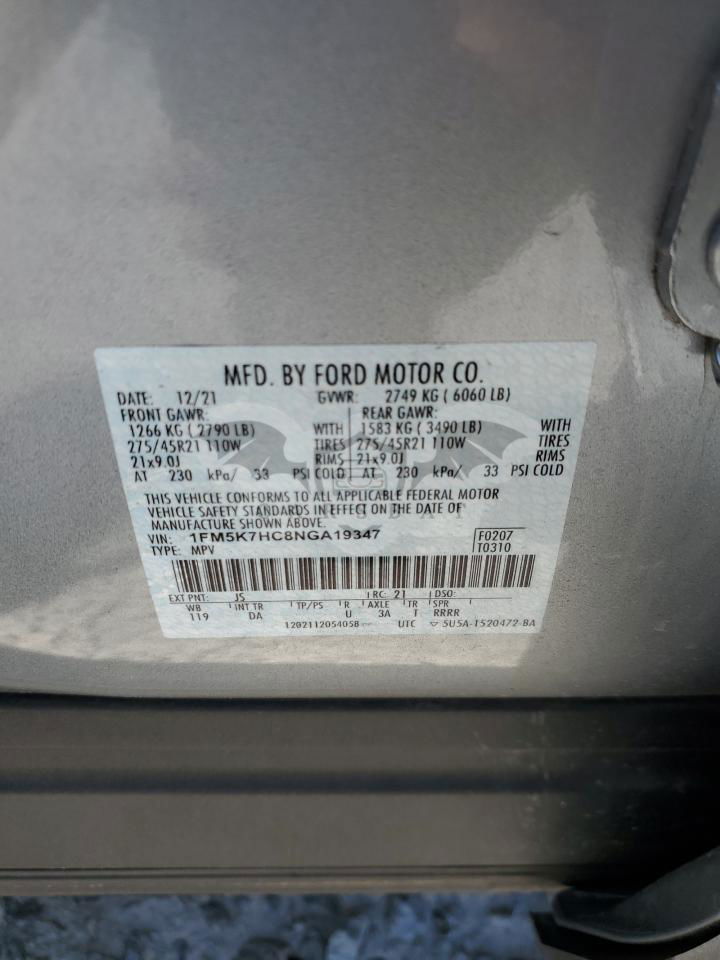 MFD. BY FORD MOTOR CO.
DATE: 12/21 GVWR: 2749 KG ( 6060 LB)
FRONT GAWR: REAR GAWR:
1266 KG ( 2790 LB) WITH 1583 KG ( 3490 LB) WITH
275/45R21 110W TIRES 275/45R21 110W TIRES
21x9.0J RIMS 21x9.0J RIMS
AT 230 kPa/ 33 PSI COLD AT 230 kPa/ 33 PSI COLD
THIS VEHICLE CONFORMS TO ALL APPLICABLE FEDERAL MOTOR
VEHICLE SAFETY STANDARDS IN EFFECT ON THE DATE OF
MANUFACTURE SHOWN ABOVE.
VIN: 1FM5K7HC8NGA19347 F0207
TYPE: MPV T0310
EXT PNT: JS RC: 21 DSO:
WB INT TR TP/PS R AXLE TR SPR
119 DA U 3A T RRRR
UTC 5U5A-1520472-BA